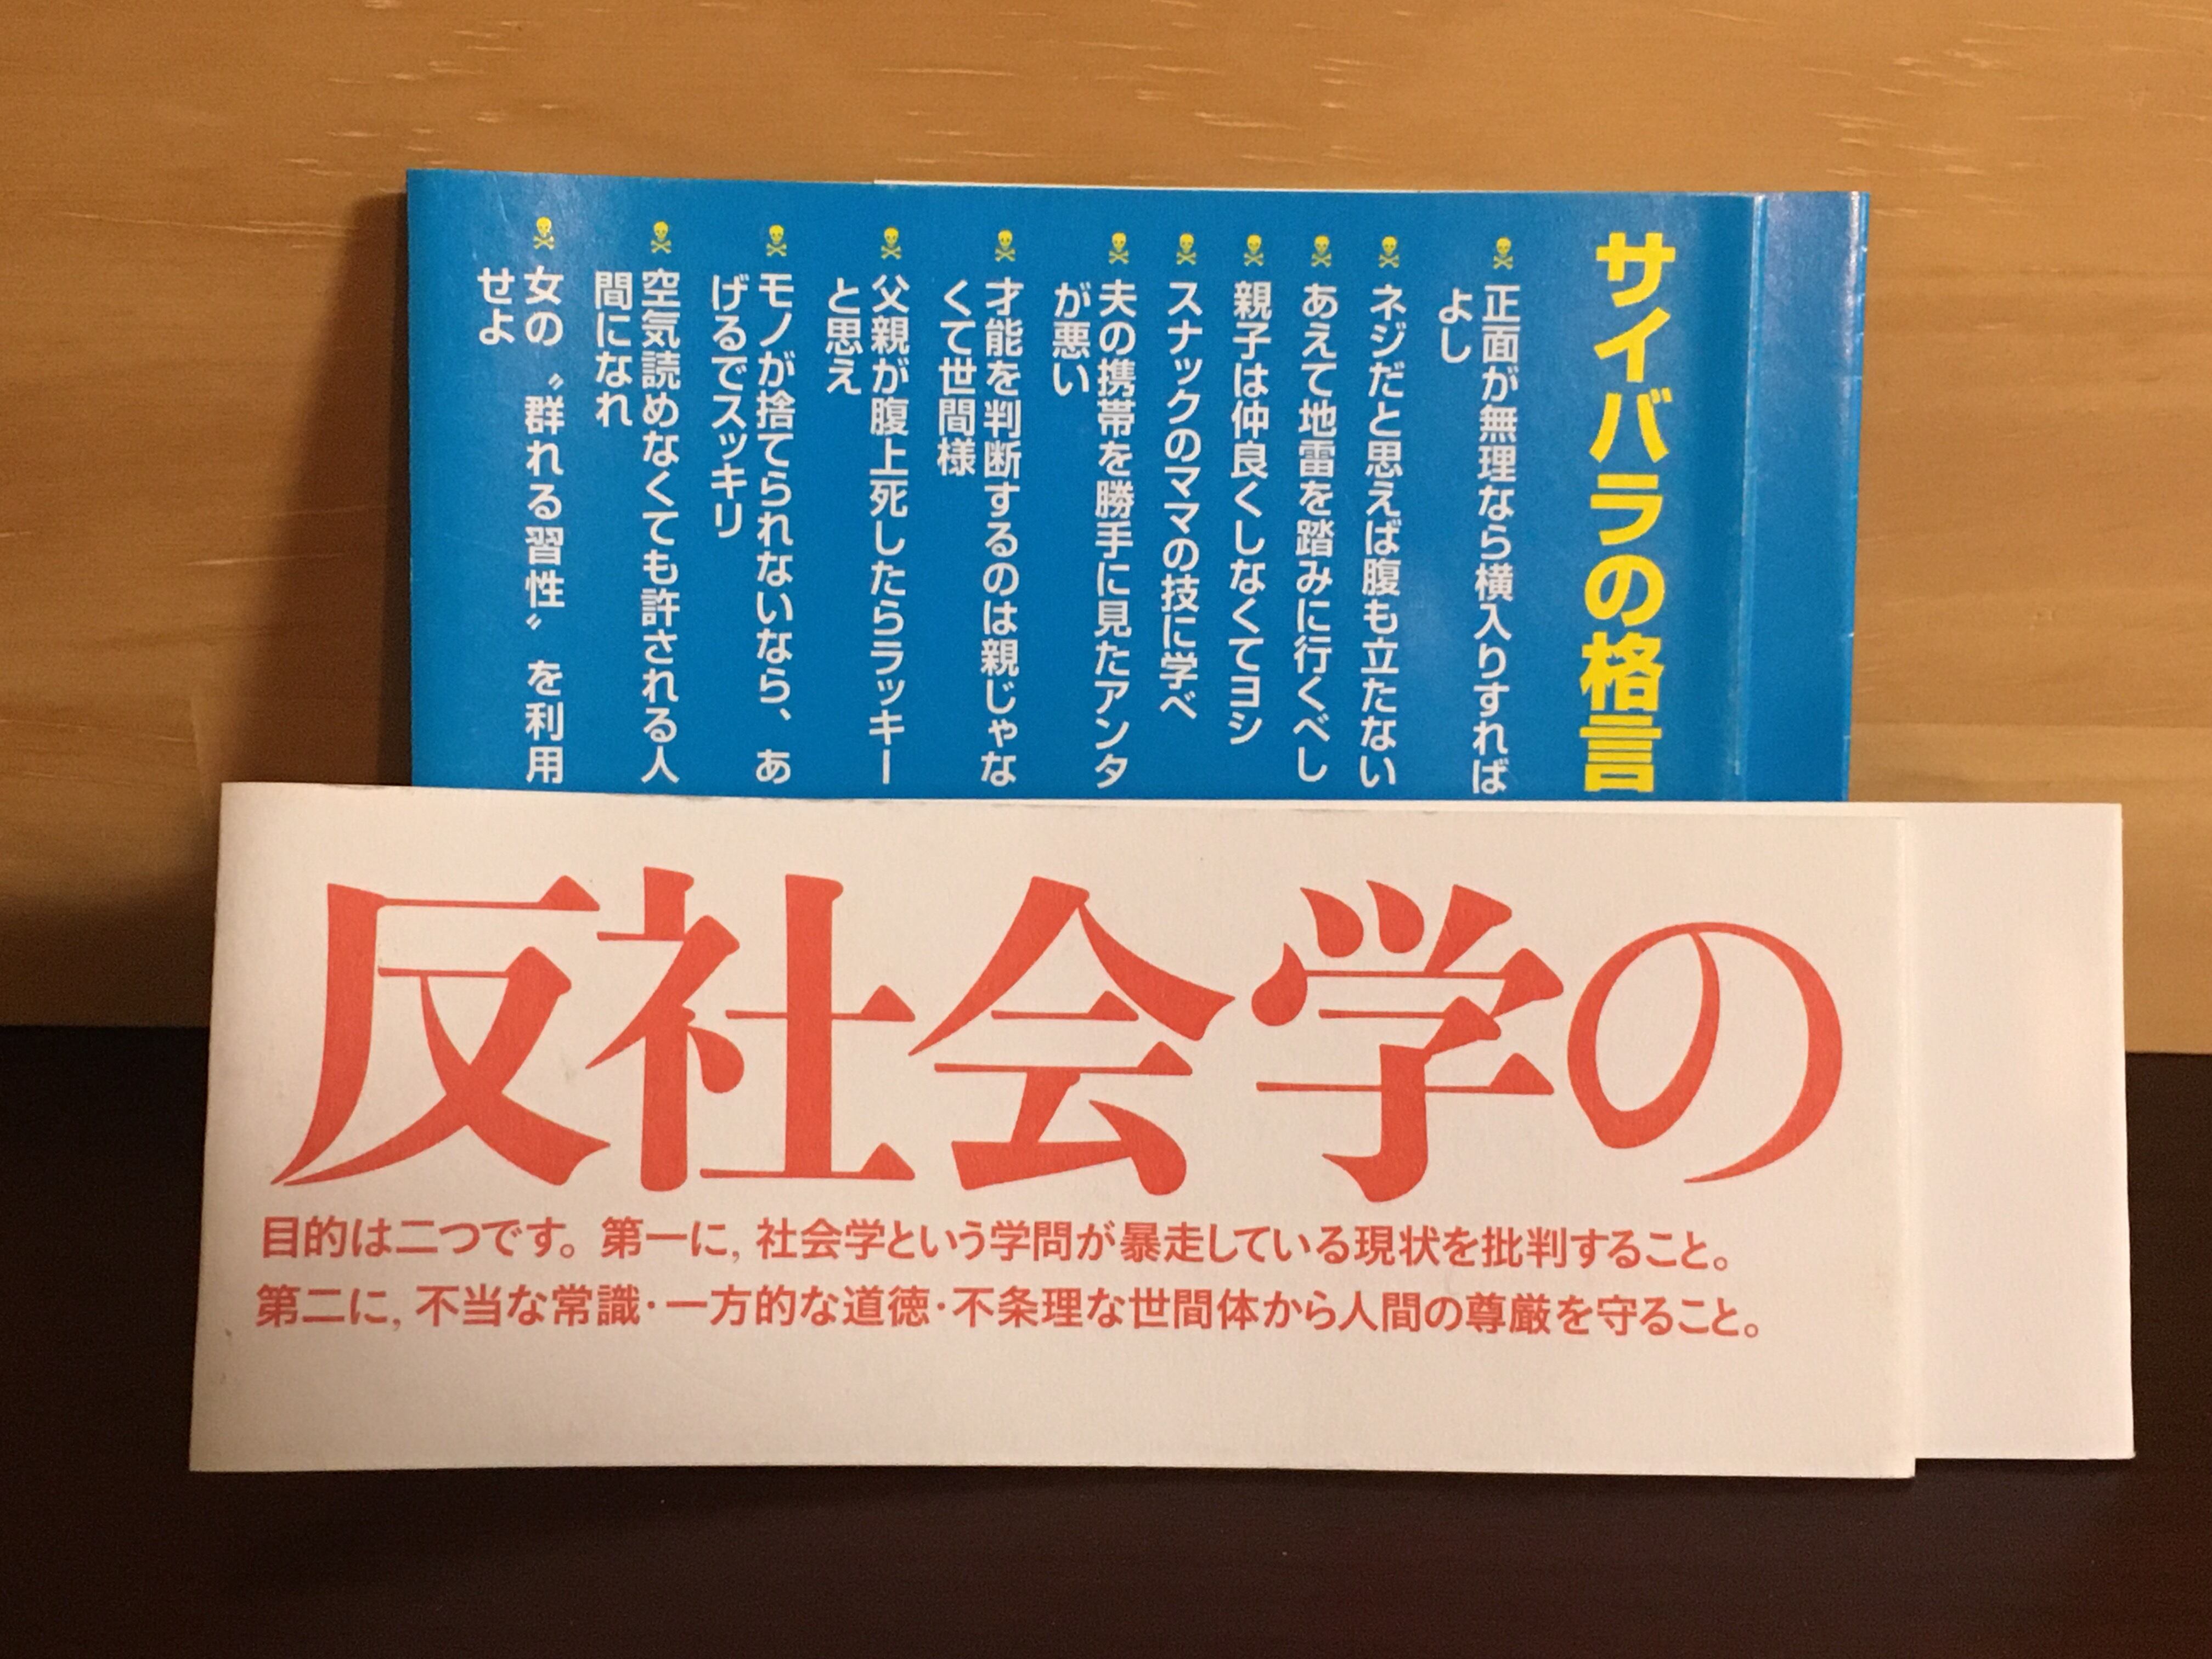 サイバラの格言
正面が無理なら横入りすれば
よし
ネジだと思えば腹も立たない
あえて地雷を踏みに行くべし
親子は仲良くしなくてヨシ
スナックのママの技に学べ
夫の携帯を勝手に見たアンタ
が悪い
才能を判断するのは親じゃな
くて世間様
父親が腹上死したらラッキー
と思え
モノが捨てられないなら、あ
げるでスッキリ
空気読めなくても許される人
間になれ
女の〝群れる習性〟を利用
せよ
反社会学の
目的は二つです。第一に,社会学という学問が暴走している現状を批判すること。
第二に,不当な常識・一方的な道徳・不条理な世間体から人間の尊厳を守ること。